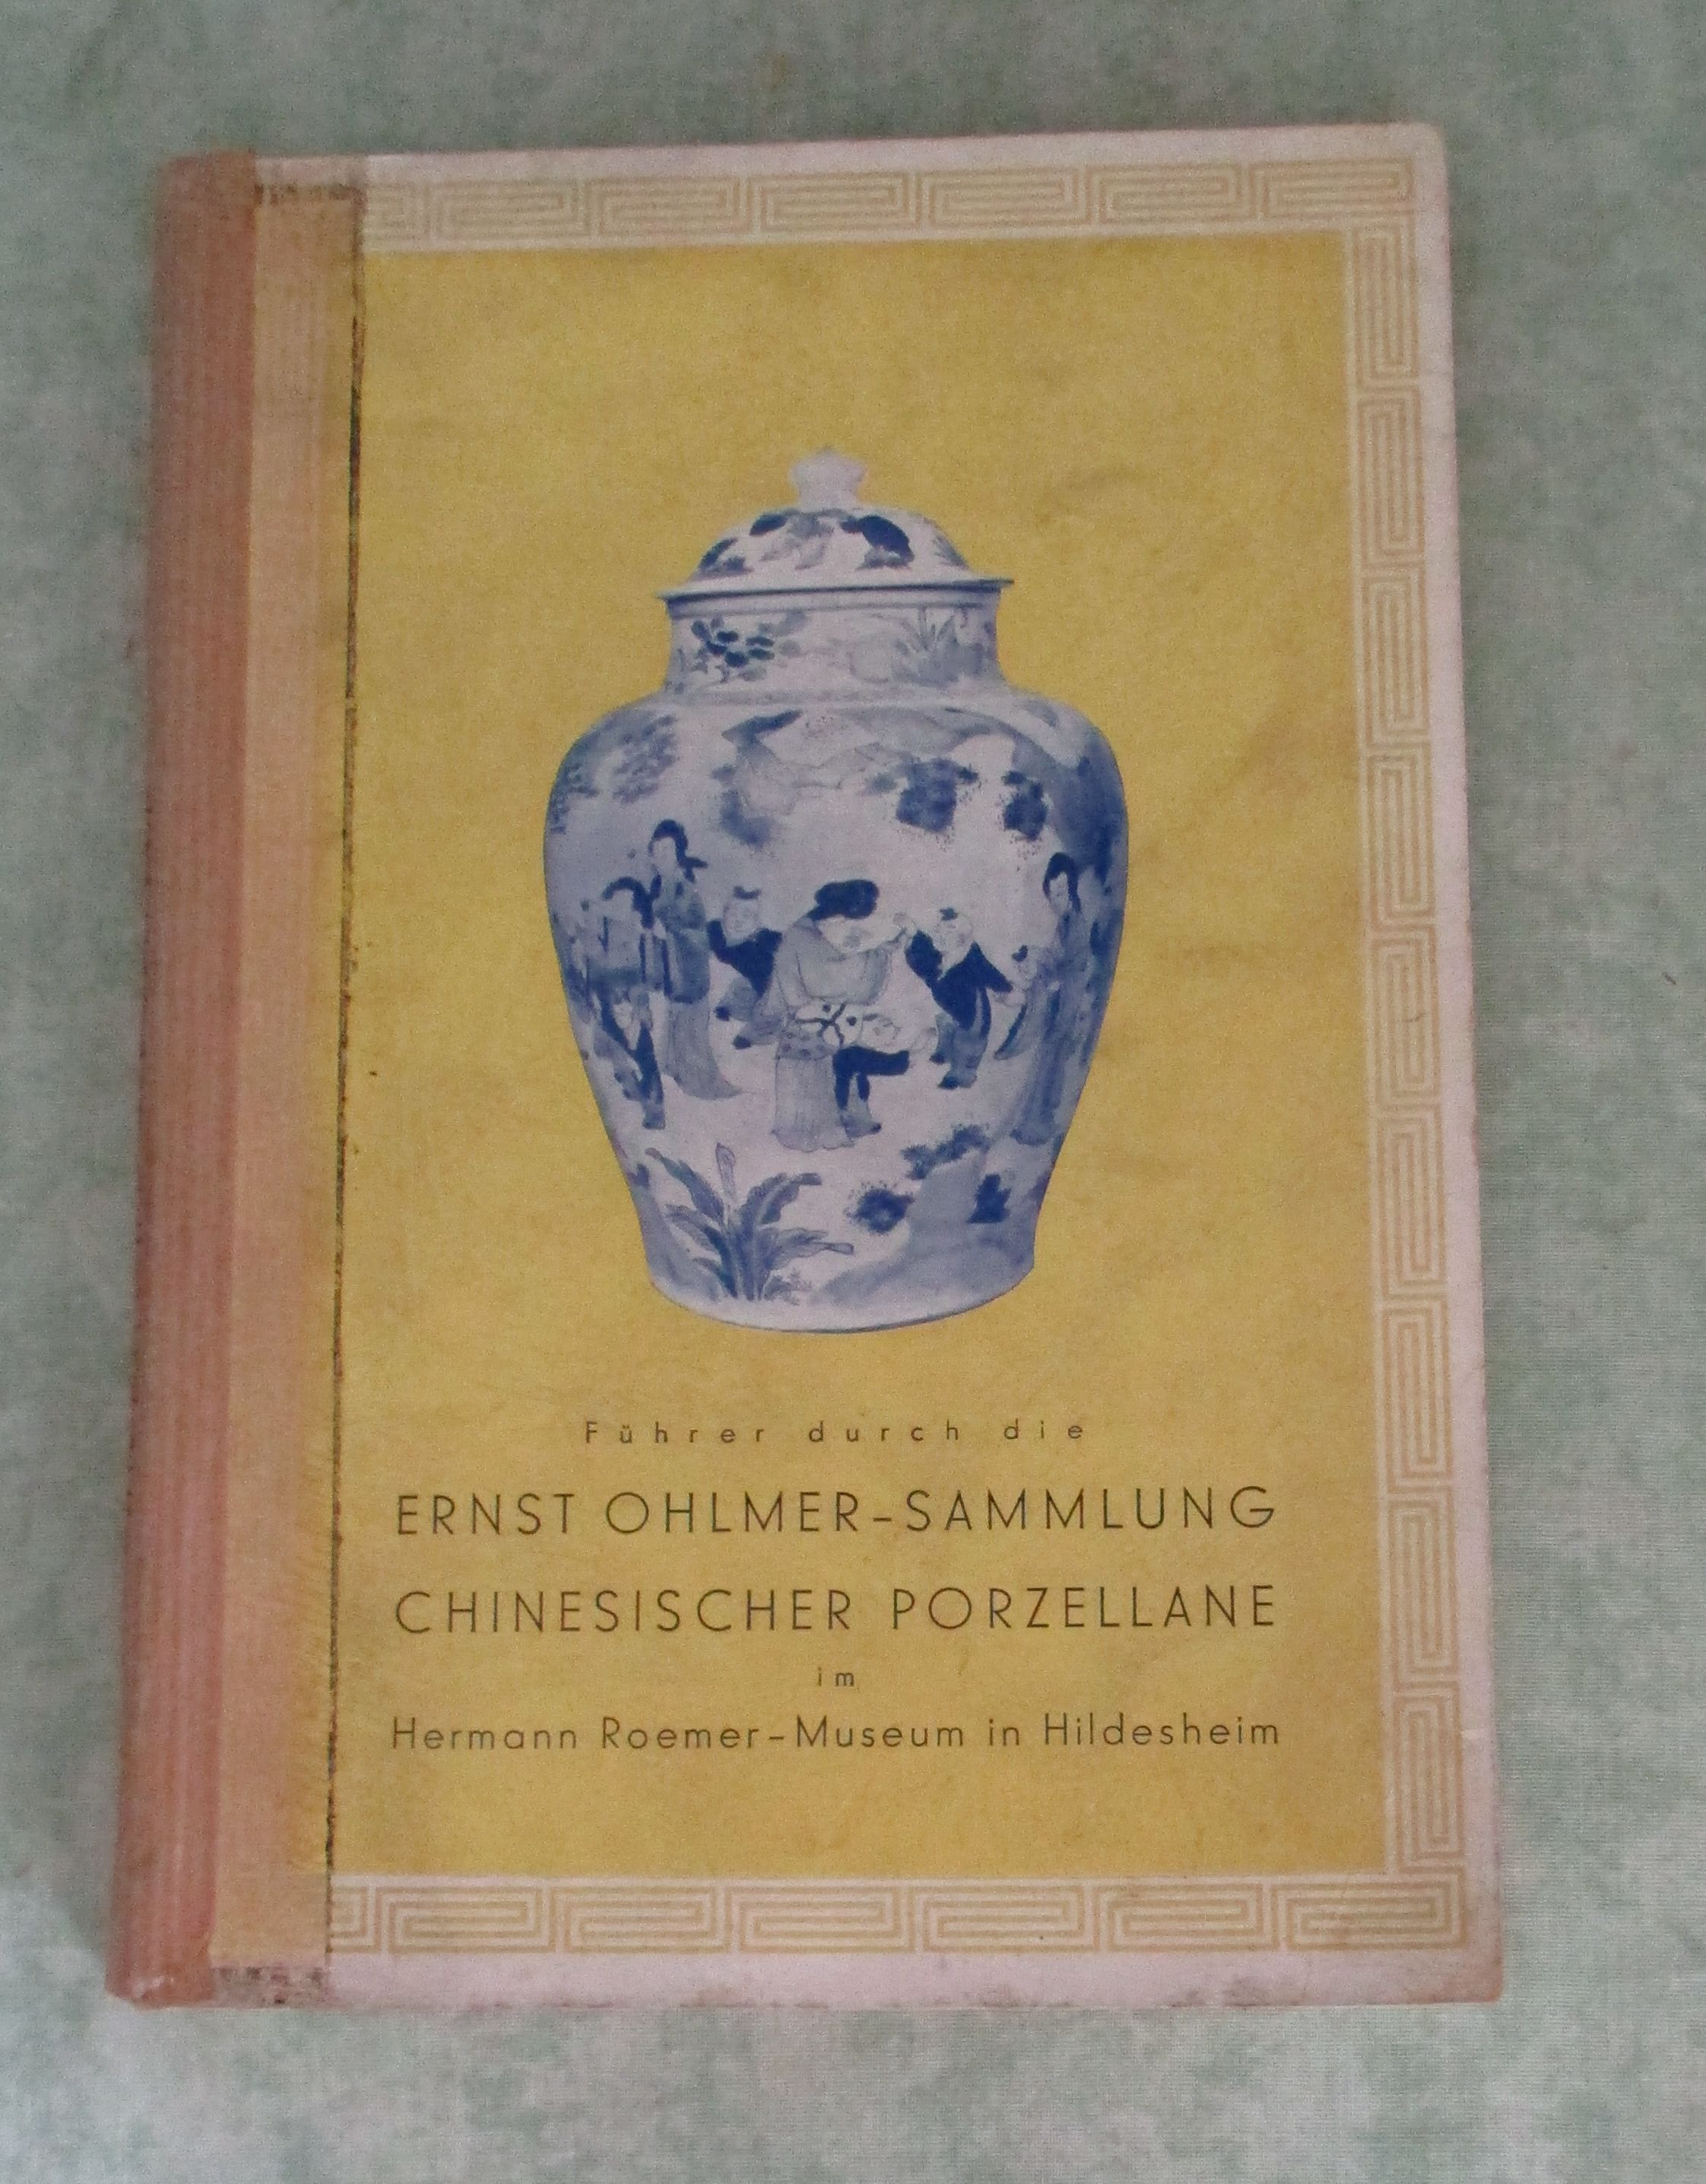 Führer durch die
ERNST OHLMER-SAMMLUNG
CHINESISCHER PORZELLANE
im
Hermann Roemer-Museum in Hildesheim